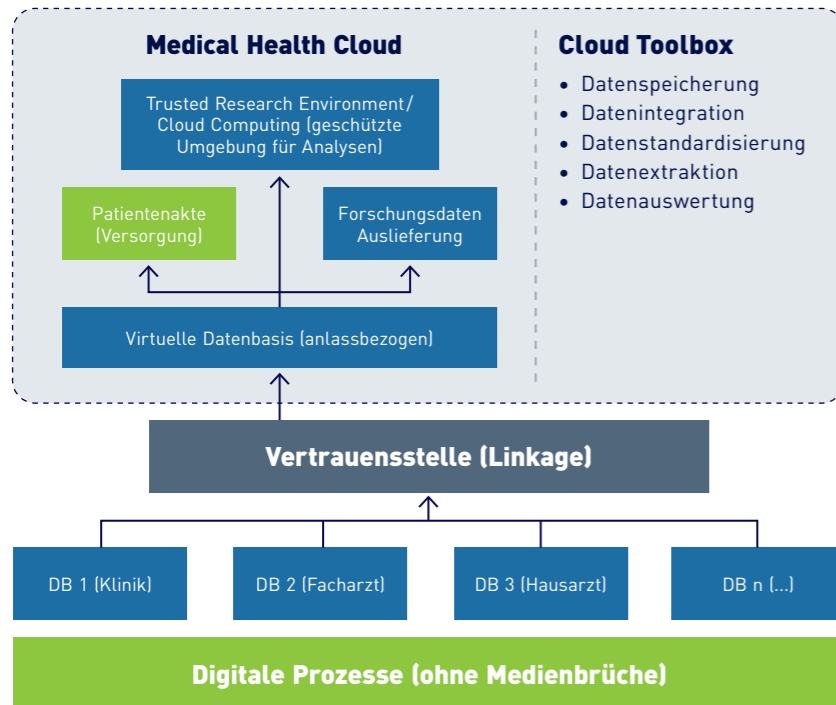 Medical Health Cloud
Trusted Research Environment/
Cloud Computing (geschützte
Umgebung für Analysen)
Patientenakte
(Versorgung)
Forschungsdaten
Auslieferung
Virtuelle Datenbasis (anlassbezogen)
Cloud Toolbox
• Datenspeicherung
• Datenintegration
• Datenstandardisierung
• Datenextraktion
• Datenauswertung
Vertrauensstelle (Linkage)
DB 1 (Klinik)
DB 2 (Facharzt)
DB 3 (Hausarzt)
DB n (...)
Digitale Prozesse (ohne Medienbrüche)